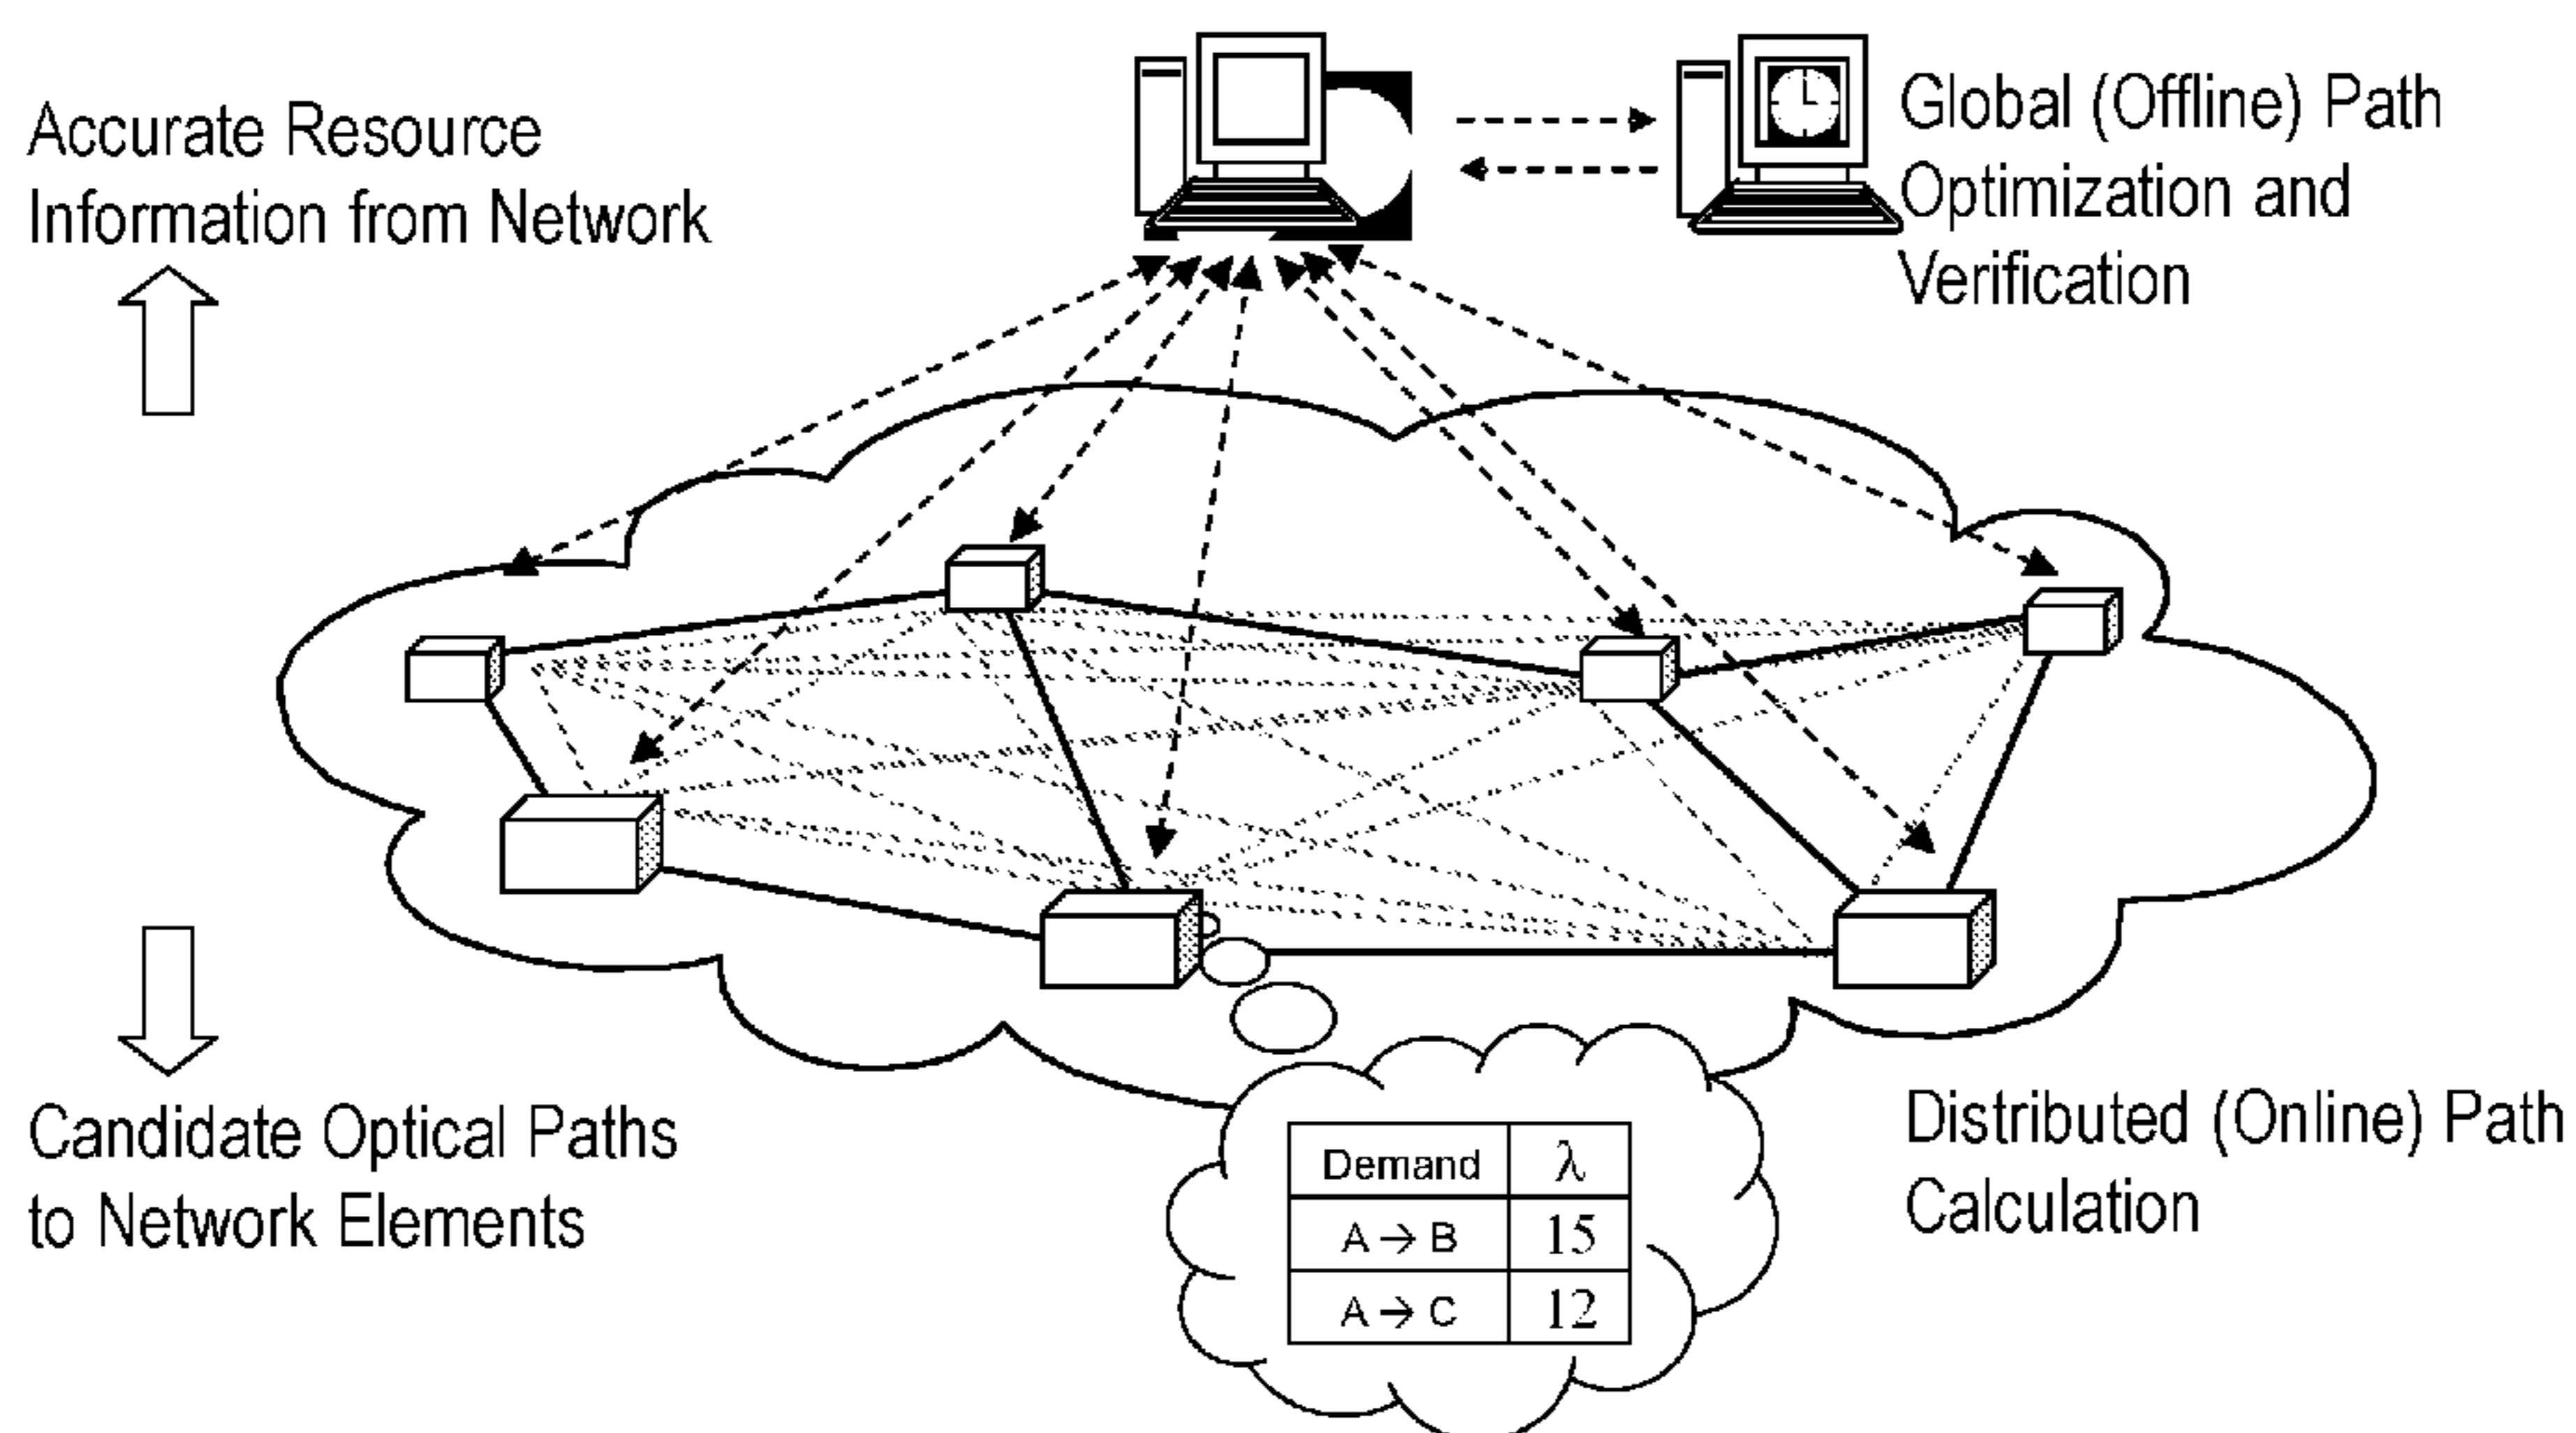 Accurate Resource
Information from Network
Global (Offline) Path
Optimization and
Verification
Candidate Optical Paths
to Network Elements
Demand λ
A → B 15
A → C 12
Distributed (Online) Path
Calculation